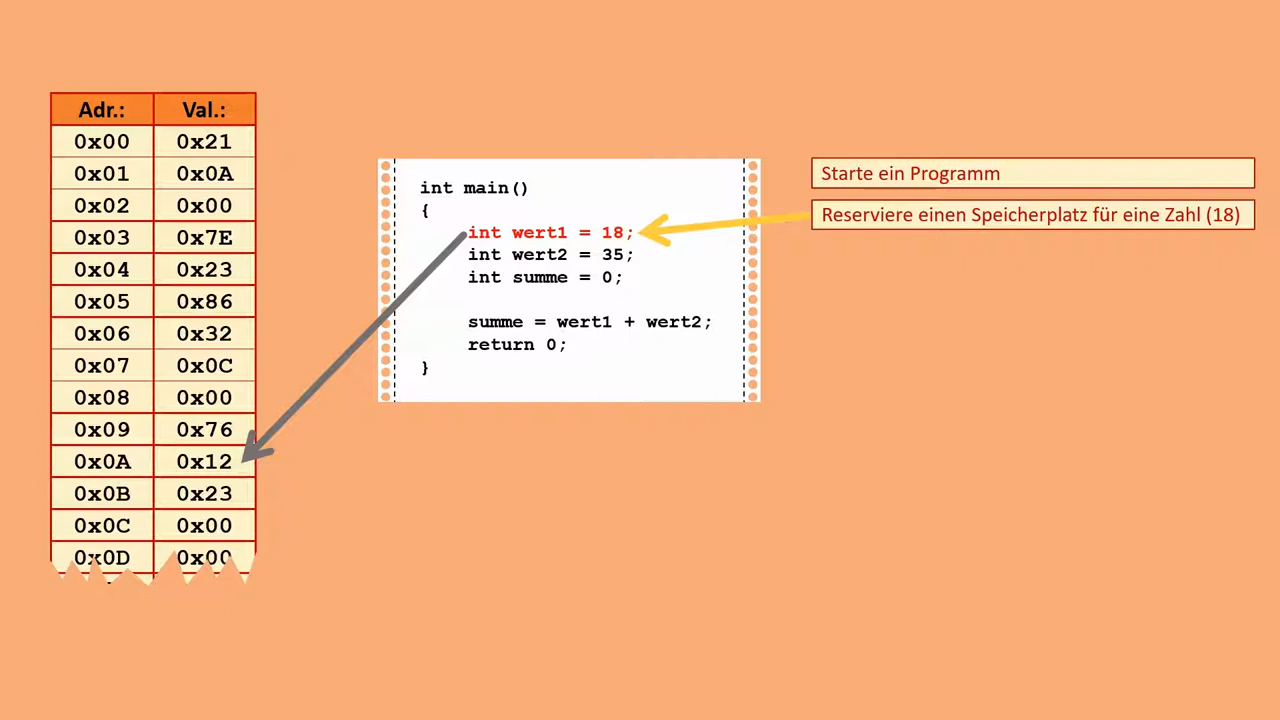 Adr.: Val.:
0x00 0x21
0x01 0x0A
0x02 0x00
0x03 0x7E
0x04 0x23
0x05 0x86
0x06 0x32
0x07 0x0C
0x08 0x00
0x09 0x76
0x0A 0x12
0x0B 0x23
0x0C 0x00
0x0D 0x00
int main()
{
int wert1 = 18;
int wert2 = 35;
int summe = 0;
summe = wert1 + wert2;
return 0;
}
Starte ein Programm
Reserviere einen Speicherplatz für eine Zahl (18)